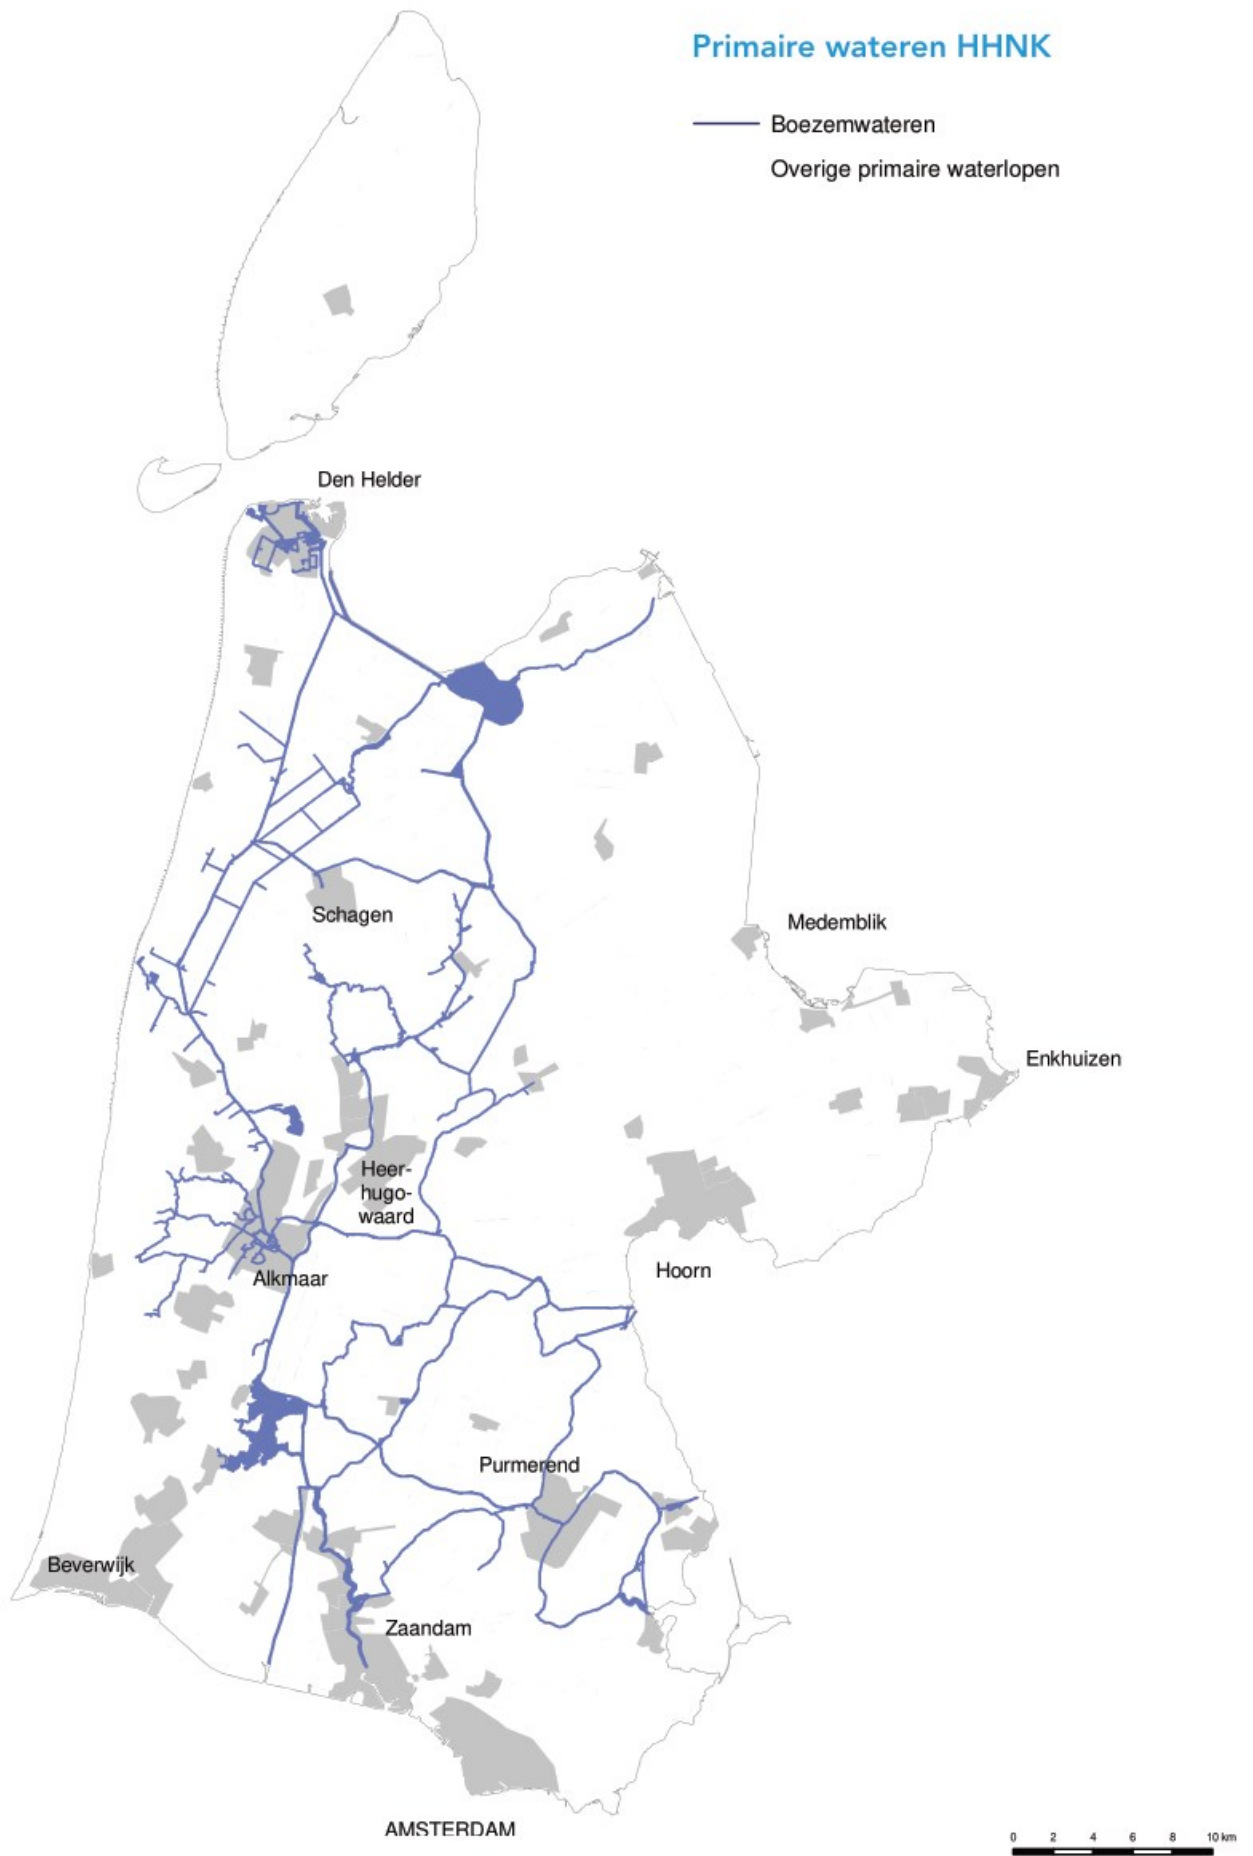 Primaire wateren HHNK
Boezemwateren
Overige primaire waterlopen
Den Helder
Schagen
Medemblik
Enkhuizen
Heer-
hugo-
waard
Hoorn
Alkmaar
Purmerend
Beverwijk
Zaandam
AMSTERDAM
0 2 4 6 8 10 km